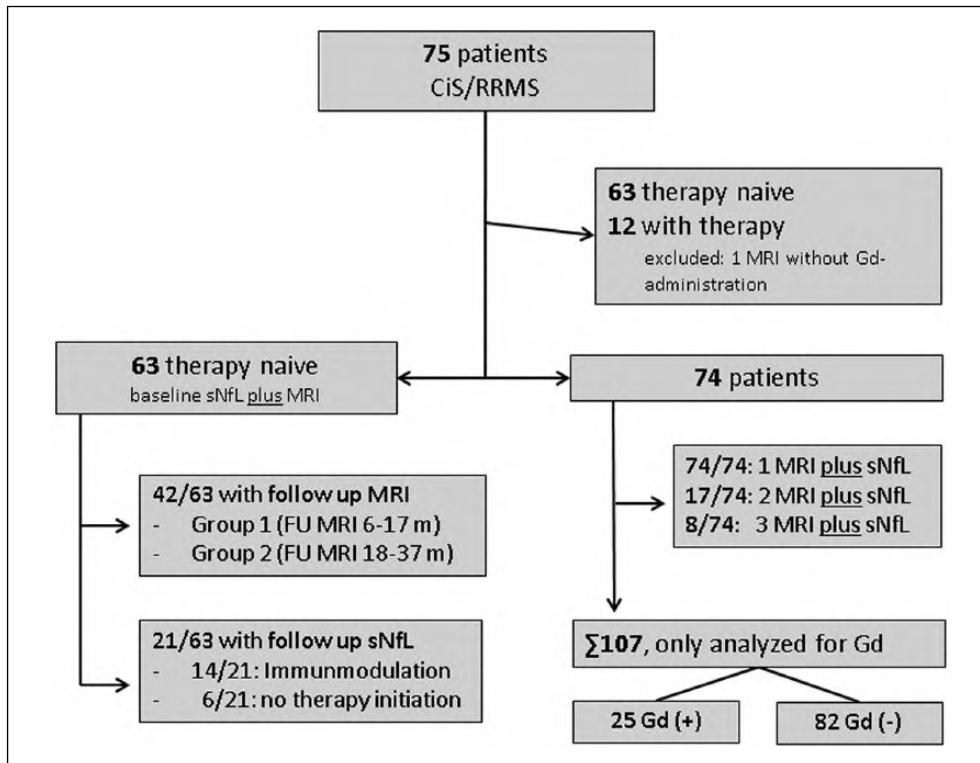 75 patients
CiS/RRMS
63 therapy naive
12 with therapy
excluded: 1 MRI without Gd-
administration
63 therapy naive
baseline sNfL plus MRI
74 patients
42/63 with follow up MRI
- Group 1 (FU MRI 6-17 m)
- Group 2 (FU MRI 18-37 m)
74/74: 1 MRI plus sNfL
17/74: 2 MRI plus sNfL
8/74: 3 MRI plus sNfL
21/63 with follow up sNfL
- 14/21: Immunmodulation
- 6/21: no therapy initiation
∑107, only analyzed for Gd
25 Gd (+)
82 Gd (-)